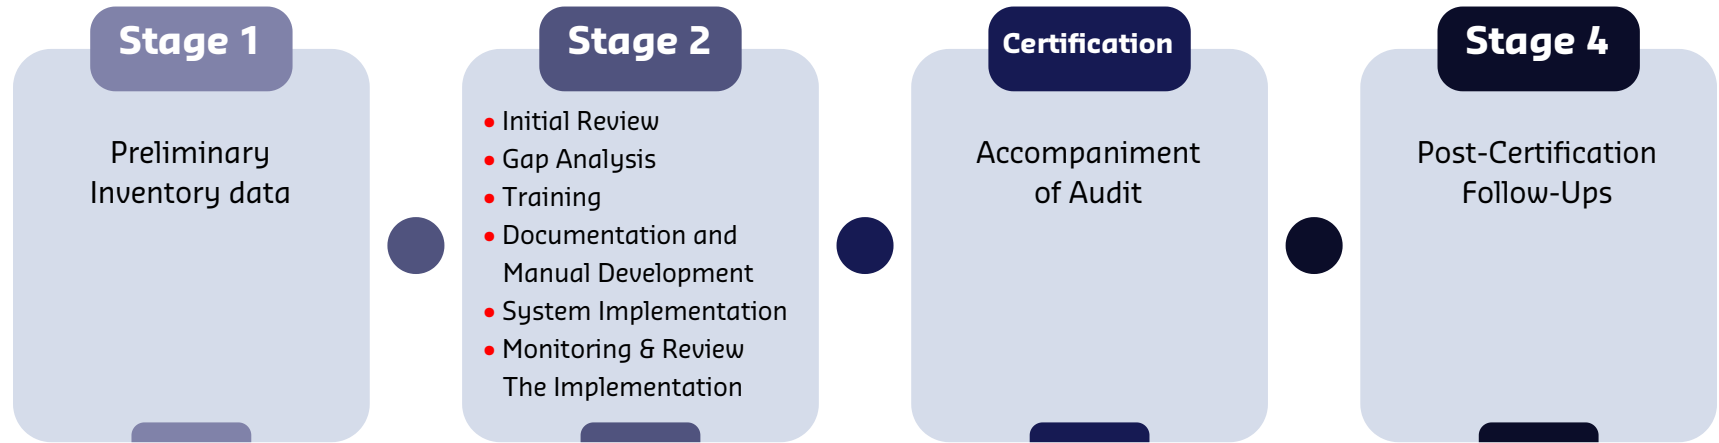 Stage 1
Preliminary
Inventory data
Stage 2
• Initial Review
• Gap Analysis
• Training
• Documentation and
Manual Development
• System Implementation
• Monitoring & Review
The Implementation
Certification
Accompaniment
of Audit
Stage 4
Post-Certification
Follow-Ups